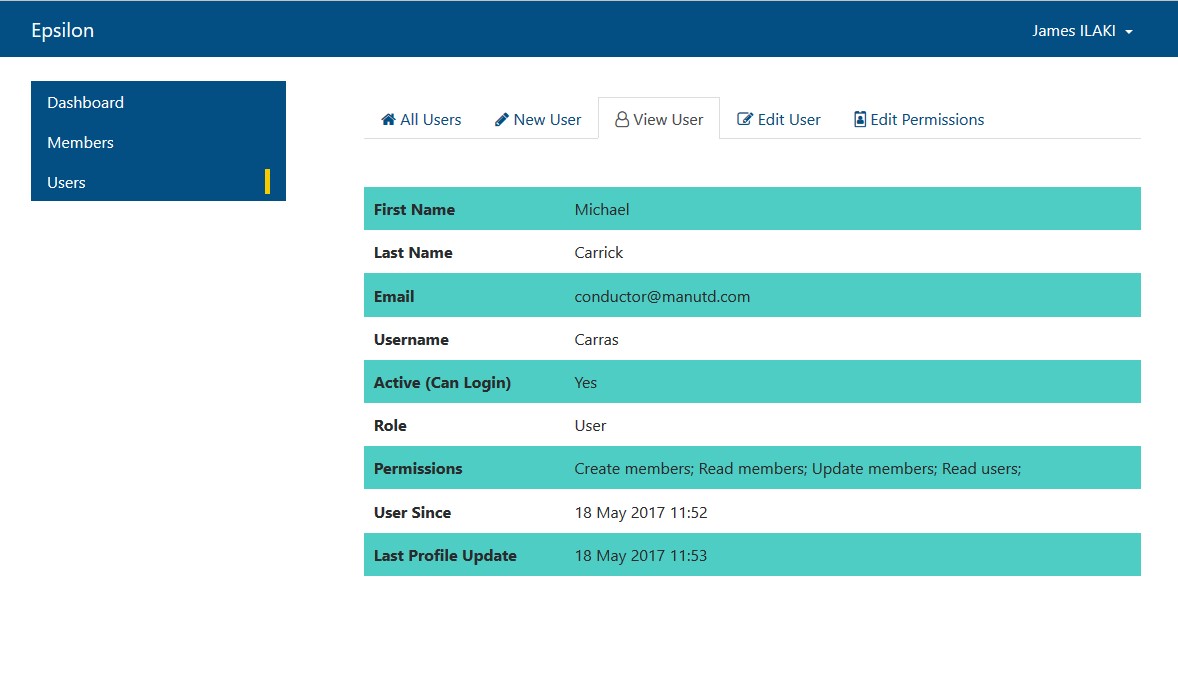 Epsilon
James ILAKI
Dashboard
Members
Users
All Users New User View User Edit User Edit Permissions
First Name Michael
Last Name Carrick
Email conductor@manutd.com
Username Carras
Active (Can Login) Yes
Role User
Permissions Create members; Read members; Update members; Read users;
User Since 18 May 2017 11:52
Last Profile Update 18 May 2017 11:53